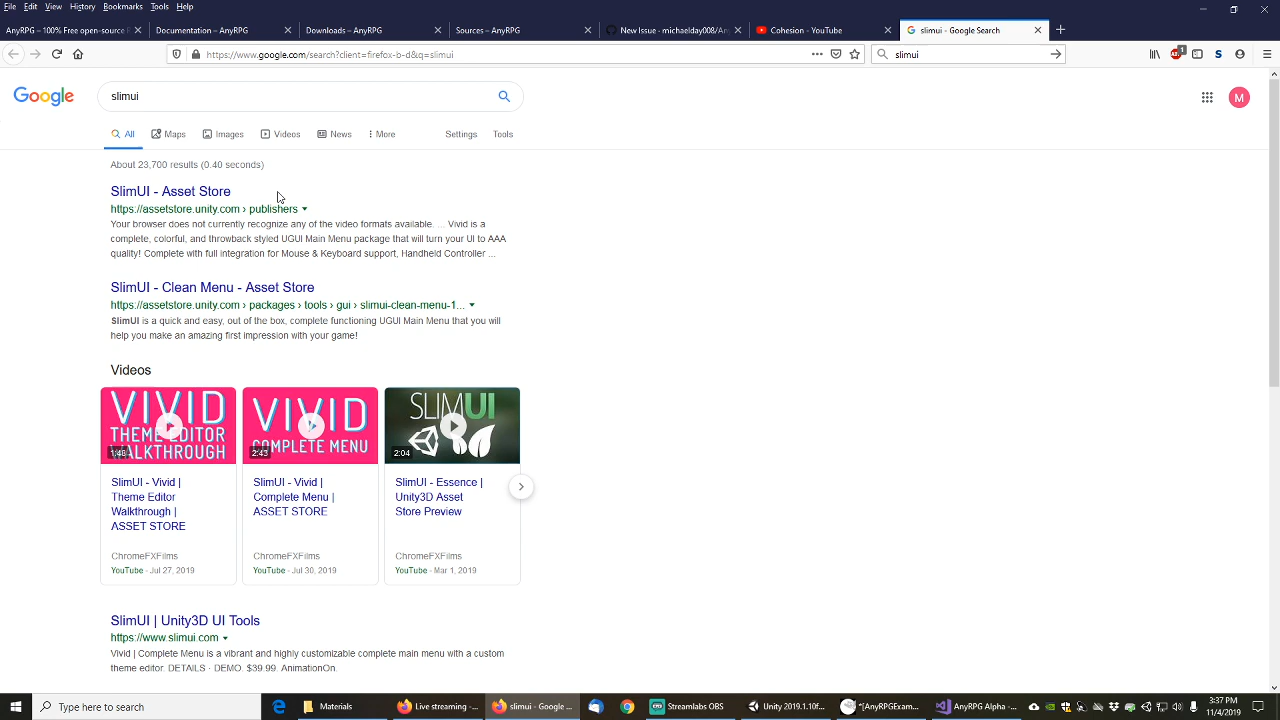 File Edit View History Bookmarks Tools Help
AnyRPG – 100% Free open-source R
Documentation – AnyRPG
Downloads – AnyRPG
Sources – AnyRPG
New Issue · michaelday008/An
Cohesion - YouTube
slimui - Google Search
https://www.google.com/search?client=firefox-b-d&q=slimui
slimui
Google
slimui
M
All Maps Images Videos News More Settings Tools
About 23,700 results (0.40 seconds)
SlimUI - Asset Store
https://assetstore.unity.com › publishers
Your browser does not currently recognize any of the video formats available. ... Vivid is a
complete, colorful, and throwback styled UGUI Main Menu package that will turn your UI to AAA
quality! Complete with full integration for Mouse & Keyboard support, Handheld Controller ...
SlimUI - Clean Menu - Asset Store
https://assetstore.unity.com › packages › tools › gui › slimui-clean-menu-1...
SlimUI is a quick and easy, out of the box, complete functioning UGUI Main Menu that you will
help you make an amazing first impression with your game!
Videos
VIVID
THEME EDITOR
WALKTHROUGH
1:48
VIVID
COMPLETE MENU
2:43
SLIMUI
2:04
SlimUI - Vivid |
Theme Editor
Walkthrough |
ASSET STORE
ChromeFXFilms
YouTube - Jul 27, 2019
SlimUI - Vivid |
Complete Menu |
ASSET STORE
ChromeFXFilms
YouTube - Jul 30, 2019
SlimUI - Essence |
Unity3D Asset
Store Preview
ChromeFXFilms
YouTube - Mar 1, 2019
SlimUI | Unity3D UI Tools
https://www.slimui.com
Vivid | Complete Menu is a vibrant and highly customizable complete main menu with a custom
theme editor. DETAILS · DEMO. $39.99. AnimationOn.
Type here to search
Materials
Live streaming -...
slimui - Google ...
Streamlabs OBS
Unity 2019.1.10f...
*[AnyRPGExam...
AnyRPG Alpha -...
3:37 PM
11/4/2019